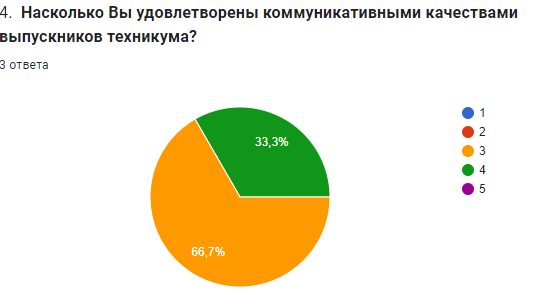 4. Насколько Вы удовлетворены коммуникативными качествами
выпускников техникума?
3 ответа
33,3%
66,7%
1
2
3
4
5